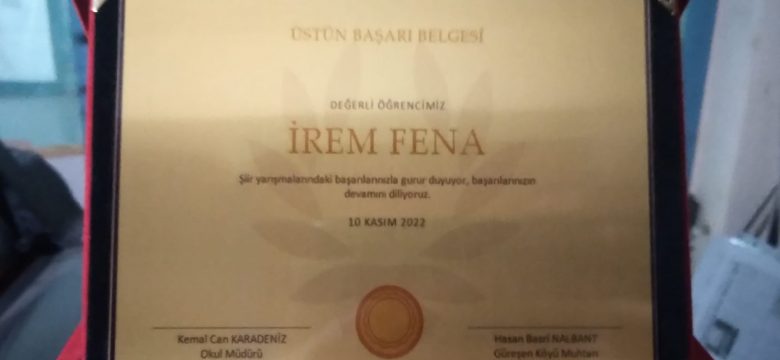 ÜSTÜN BAŞARI BELGESİ
DEĞERLİ ÖĞRENCİMİZ
İREM FENA
Şiir yarışmalarındaki başarılarınızla gurur duyuyor, başarılarınızın
devamını diliyoruz.
10 KASIM 2022
Kemal Can KARADENİZ
Okul Müdürü
Hasan Basri NALBANT
Güreşen Köyü Muhtarı